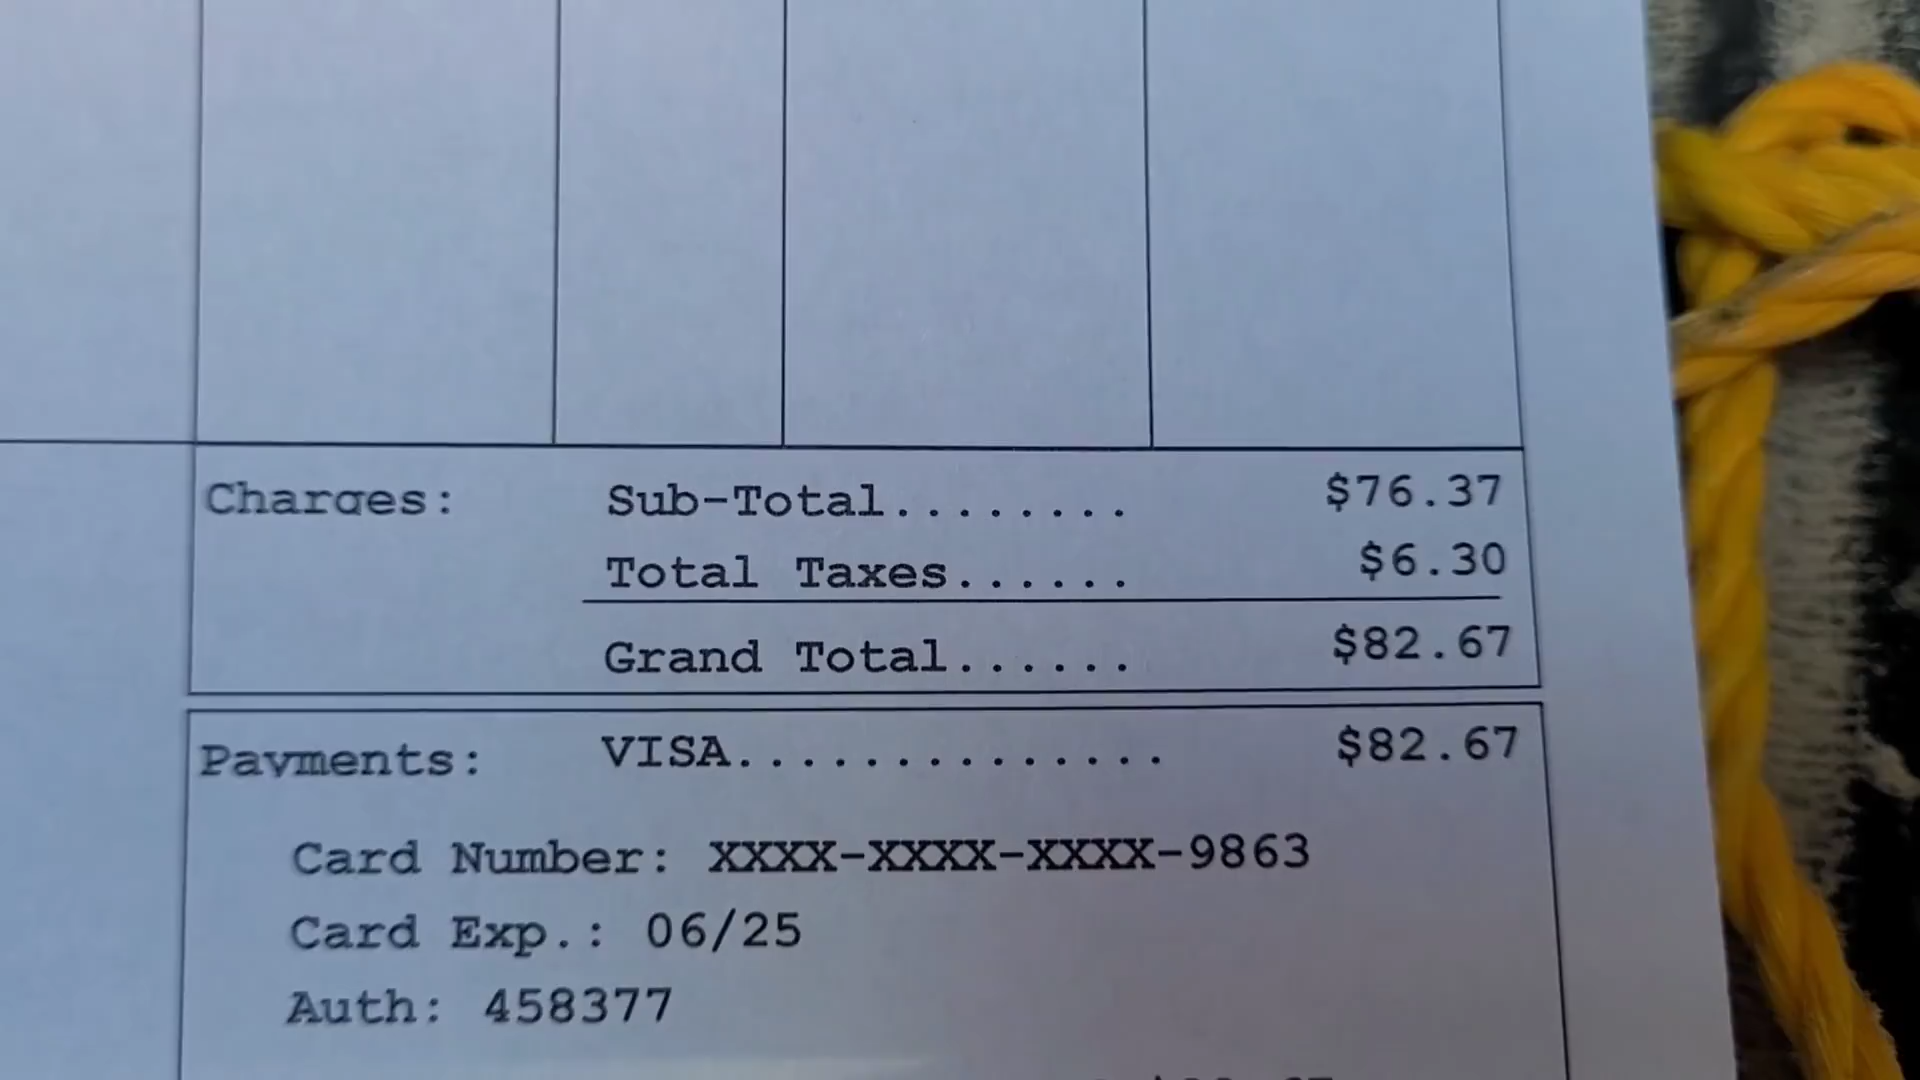 Charges: Sub-Total........ $76.37
Total Taxes...... $6.30
Grand Total...... $82.67
Payments: VISA.............. $82.67
Card Number: XXXX-XXXX-XXXX-9863
Card Exp.: 06/25
Auth: 458377